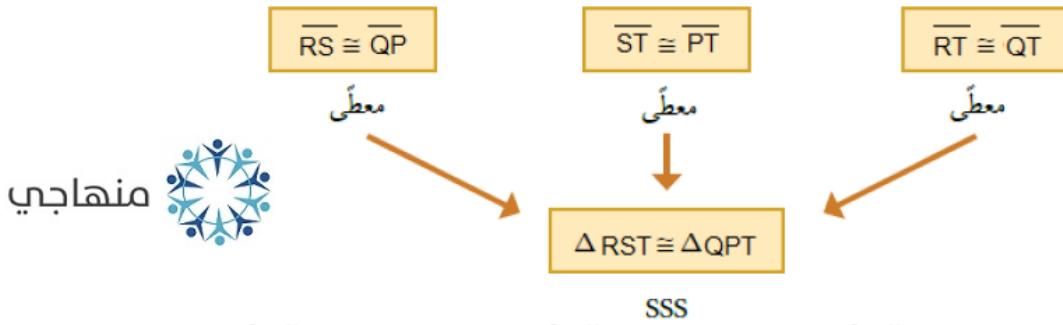 RS ≅ QP
ST ≅ PT
RT ≅ QT
معطّى
معطّى
معطّى
منهاجي
Δ RST ≅ Δ QPT
SSS